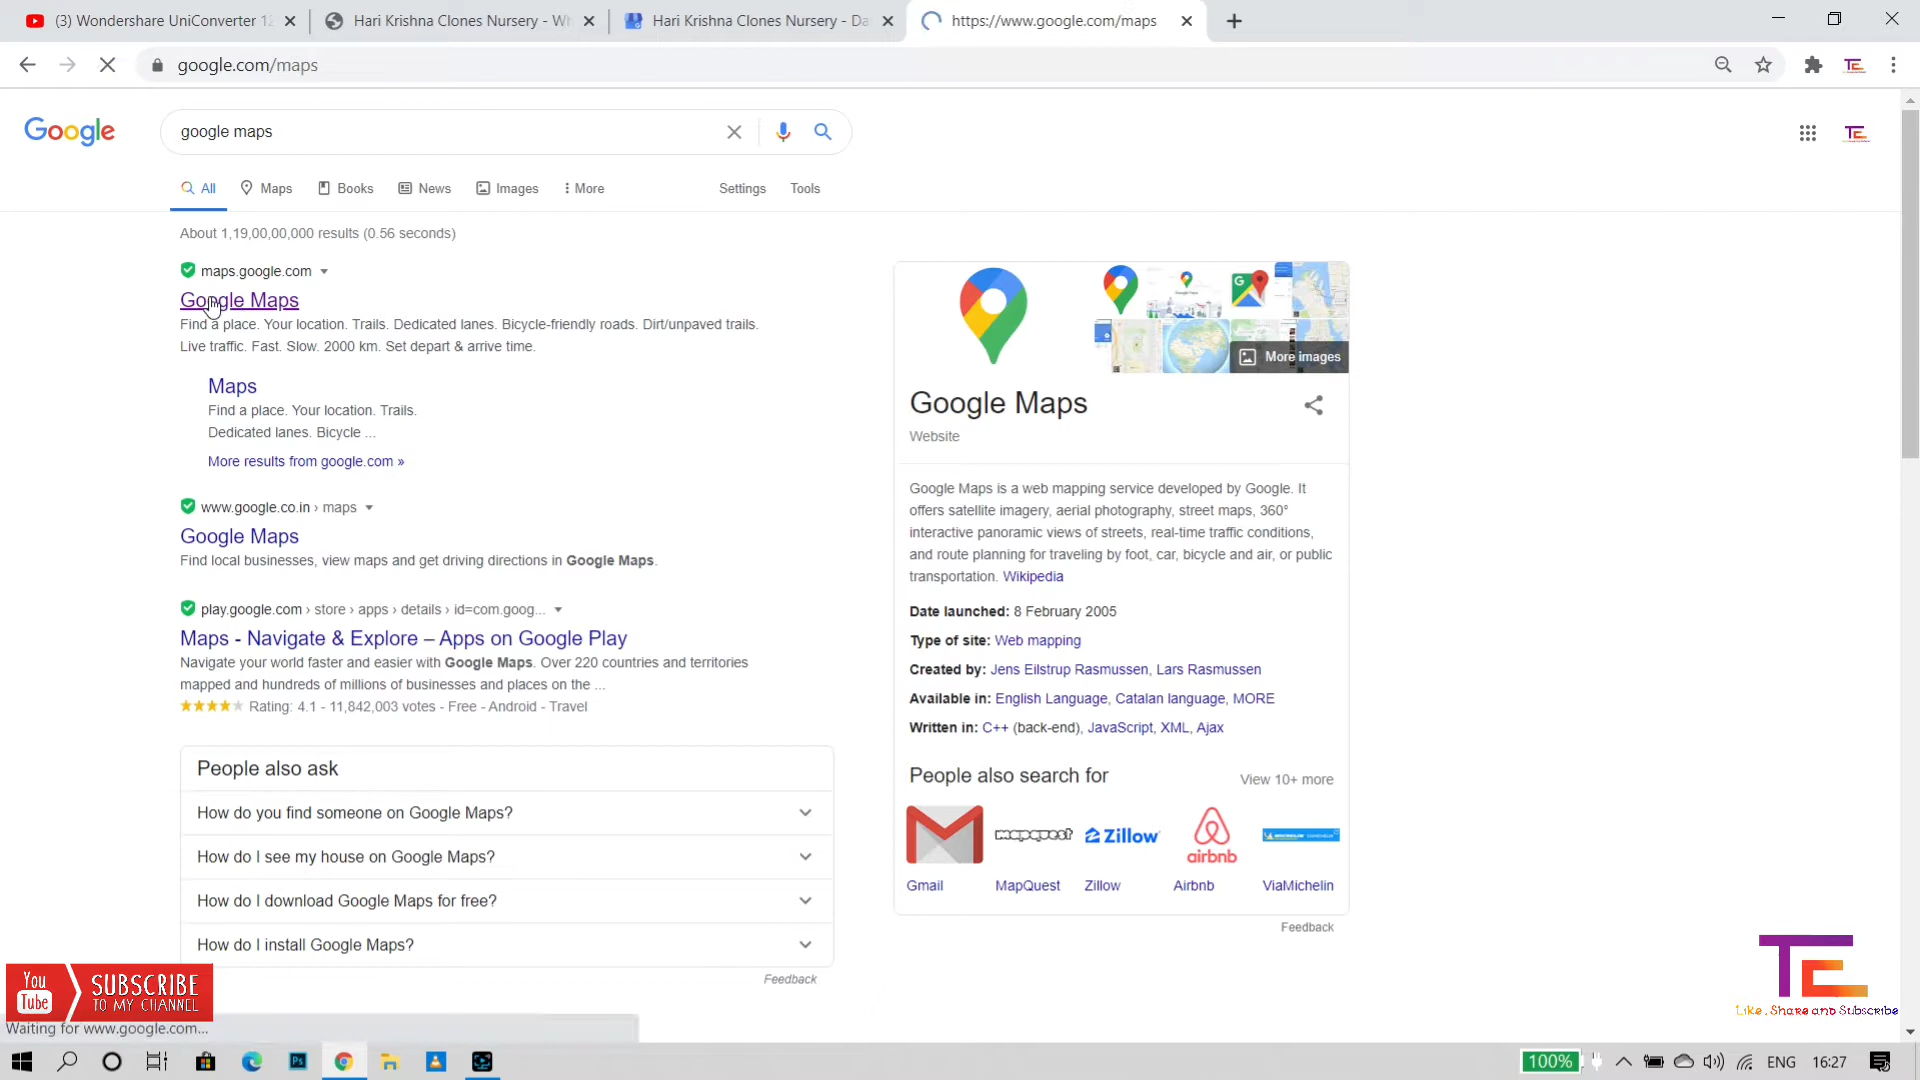 (3) Wondershare UniConverter 12
Hari Krishna Clones Nursery - W
Hari Krishna Clones Nursery - Da
https://www.google.com/maps
google.com/maps
TE
Google
google maps
TE
All
Maps
Books
News
Images
More
Settings
Tools
About 1,19,00,00,000 results (0.56 seconds)
maps.google.com
Google Maps
Find a place. Your location. Trails. Dedicated lanes. Bicycle-friendly roads. Dirt/unpaved trails.
Live traffic. Fast. Slow. 2000 km. Set depart & arrive time.
Maps
Find a place. Your location. Trails.
Dedicated lanes. Bicycle ...
More results from google.com »
www.google.co.in › maps
Google Maps
Find local businesses, view maps and get driving directions in Google Maps.
play.google.com › store › apps › details › id=com.goog...
Maps - Navigate & Explore – Apps on Google Play
Navigate your world faster and easier with Google Maps. Over 220 countries and territories
mapped and hundreds of millions of businesses and places on the ...
Rating: 4.1 - 11,842,003 votes - Free - Android - Travel
People also ask
How do you find someone on Google Maps?
How do I see my house on Google Maps?
How do I download Google Maps for free?
How do I install Google Maps?
Feedback
More images
Google Maps
Website
Google Maps is a web mapping service developed by Google. It
offers satellite imagery, aerial photography, street maps, 360°
interactive panoramic views of streets, real-time traffic conditions,
and route planning for traveling by foot, car, bicycle and air, or public
transportation. Wikipedia
Date launched: 8 February 2005
Type of site: Web mapping
Created by: Jens Eilstrup Rasmussen, Lars Rasmussen
Available in: English Language, Catalan language, MORE
Written in: C++ (back-end), JavaScript, XML, Ajax
People also search for
View 10+ more
mapquest
Zillow
airbnb
Gmail
MapQuest
Zillow
Airbnb
ViaMichelin
Feedback
You
Tube
SUBSCRIBE
TO MY CHANNEL
TE
Like, Share and Subscribe
Waiting for www.google.com...
Ps
100%
ENG
16:27